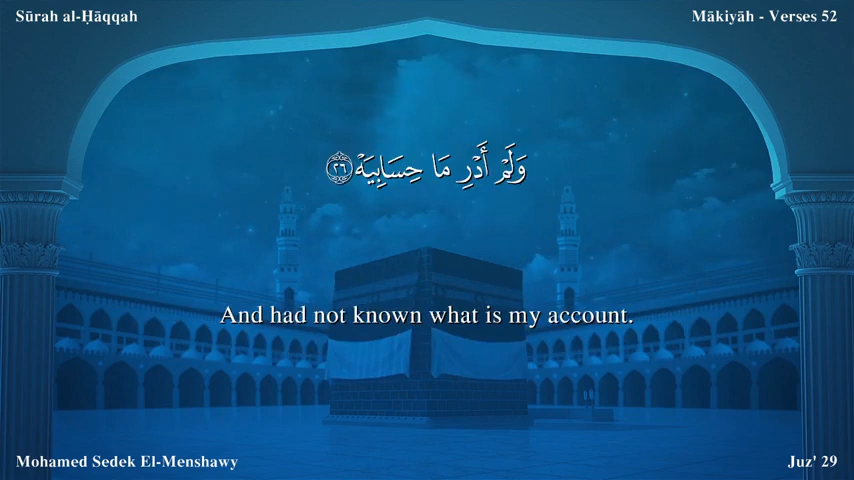 Sūrah al-Ḥāqqah
Mākiyāh - Verses 52
وَلَمْ أَدْرِ مَا حِسَابِيَهْ ٢٦
And had not known what is my account.
Mohamed Sedek El-Menshawy
Juz' 29